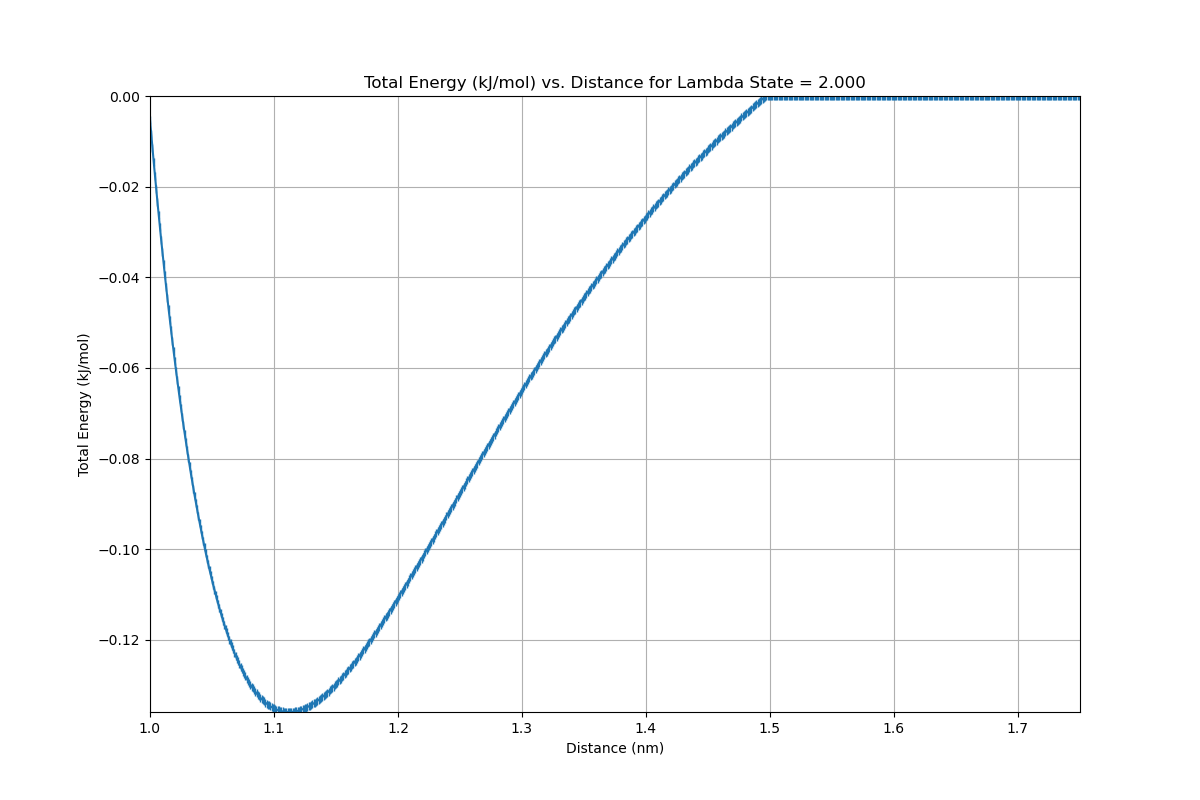 Total Energy (kJ/mol) vs. Distance for Lambda State = 2.000
Total Energy (kJ/mol)
0.00
−0.02
−0.04
−0.06
−0.08
−0.10
−0.12
1.0 1.1 1.2 1.3 1.4 1.5 1.6 1.7
Distance (nm)